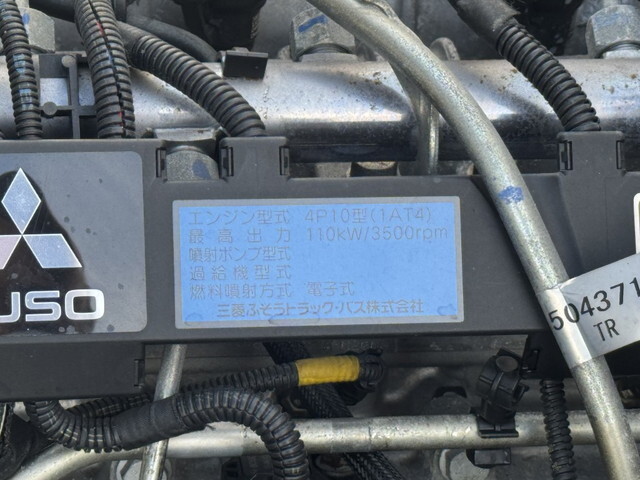 エンジン型式 4P10型(1AT4)
最高出力 110kW/3500rpm
噴射ポンプ型式
過給機型式
燃料噴射方式 電子式
三菱ふそうトラック・バス株式会社
USO
504371
TR